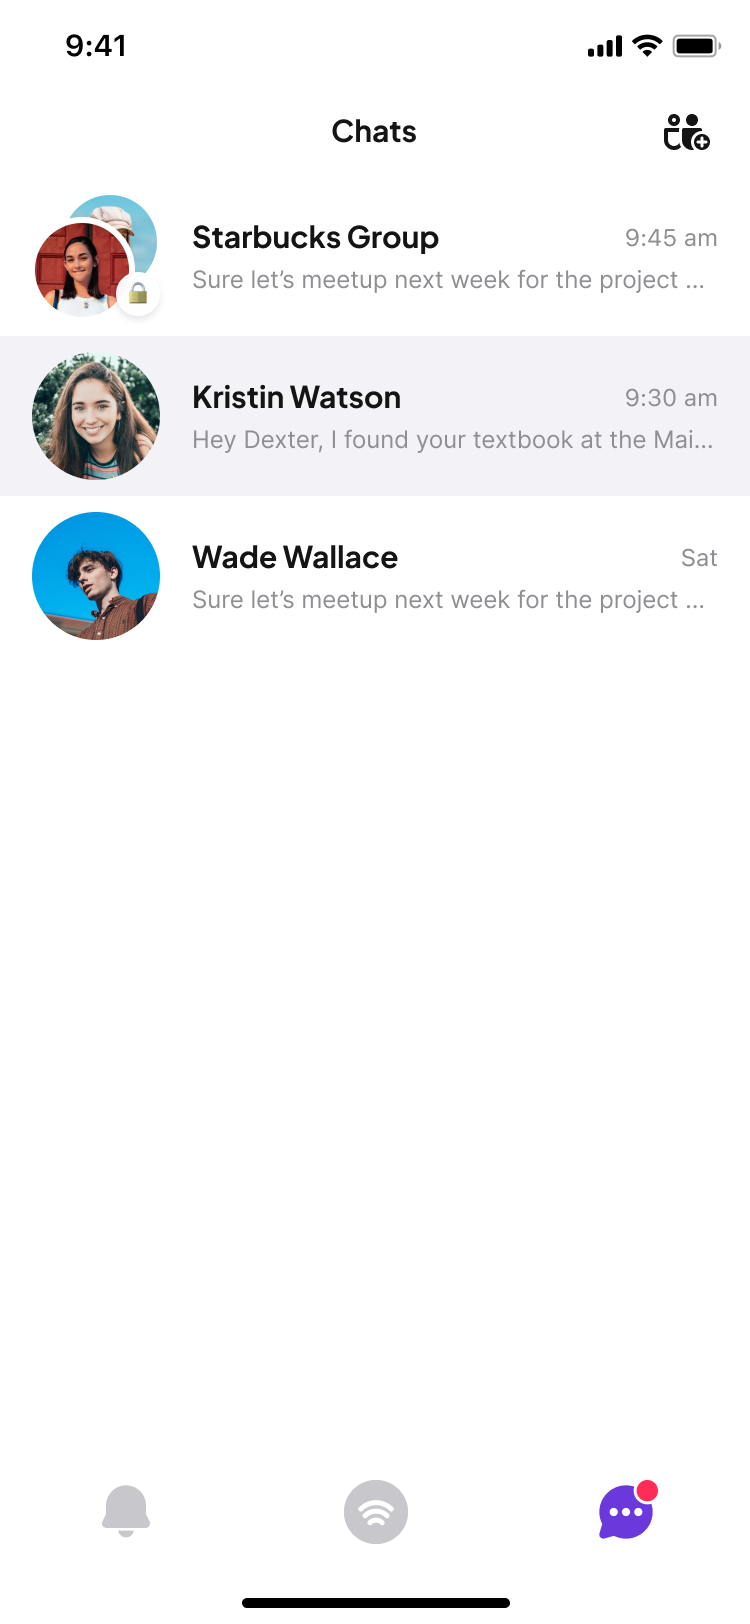 9:41
Chats
Starbucks Group
9:45 am
Sure let’s meetup next week for the project ...
Kristin Watson
9:30 am
Hey Dexter, I found your textbook at the Mai...
Wade Wallace
Sat
Sure let’s meetup next week for the project ...